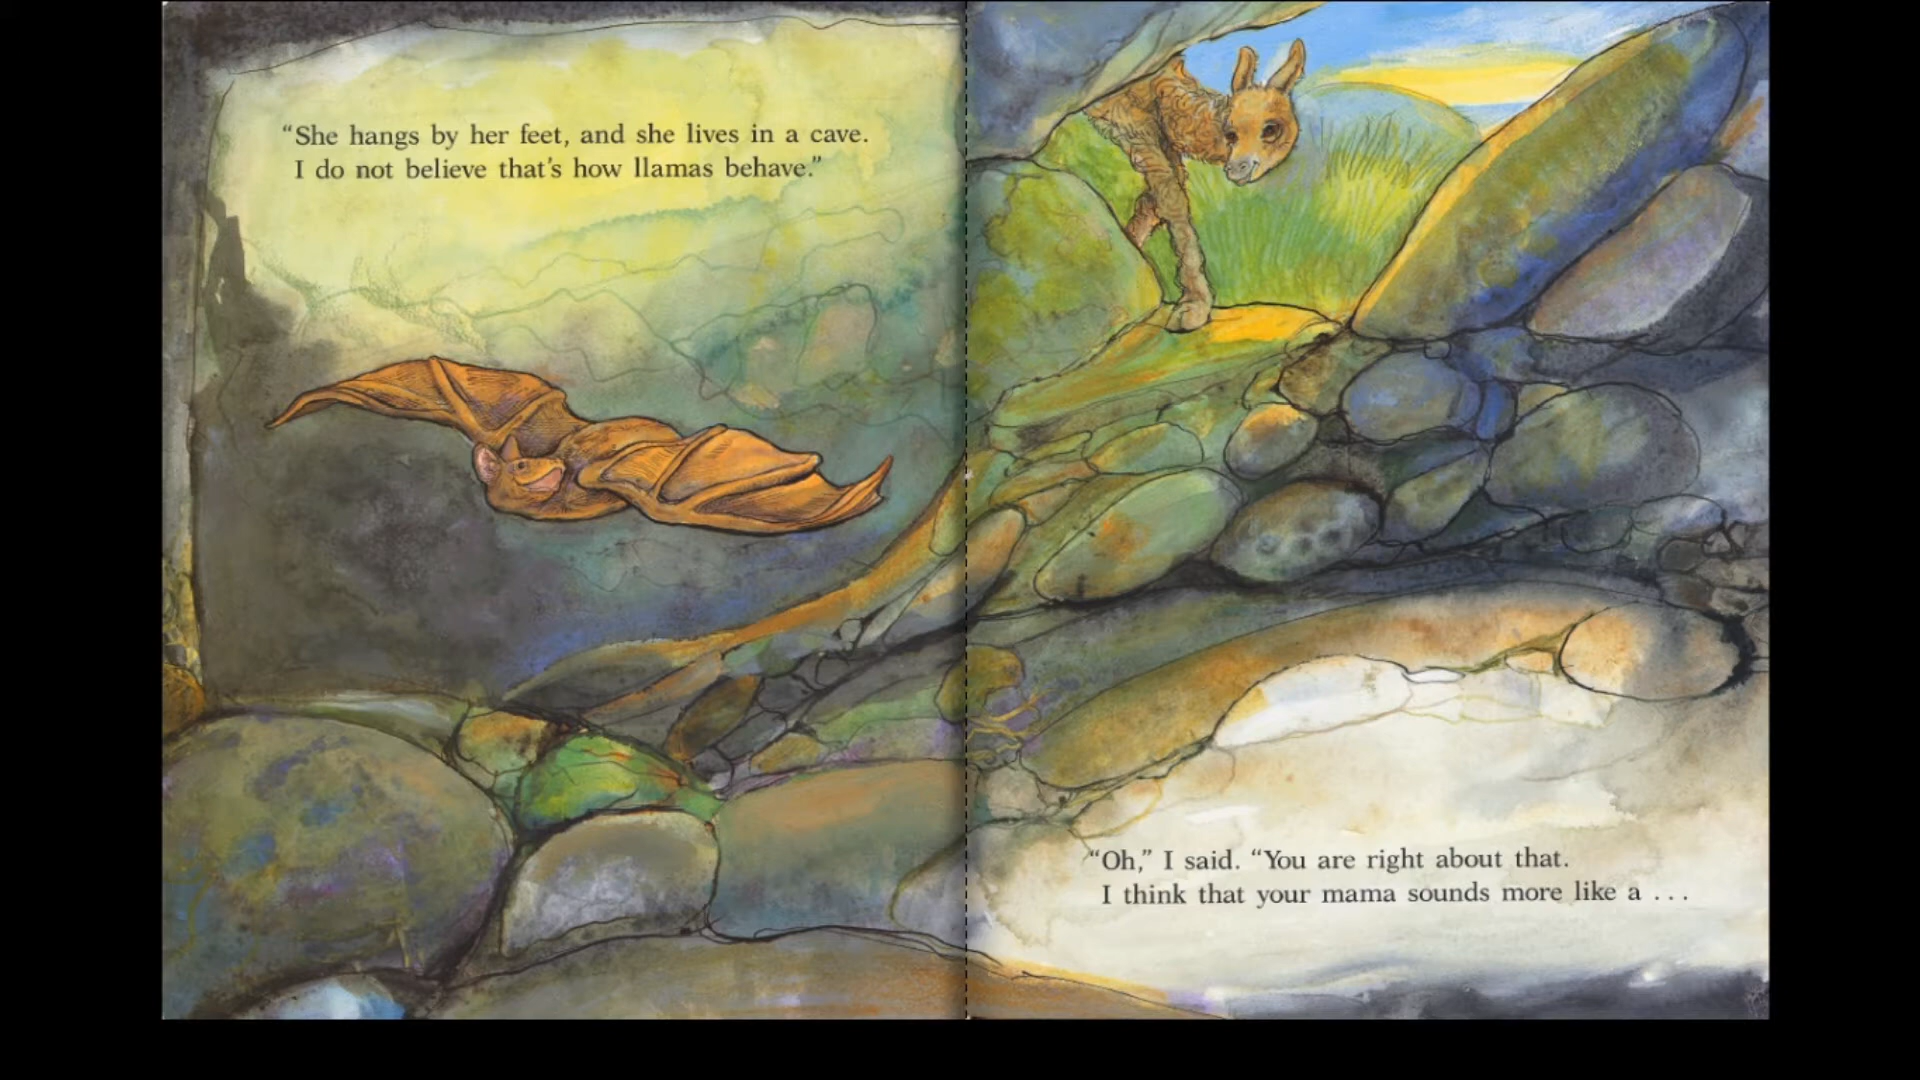 “She hangs by her feet, and she lives in a cave.
I do not believe that’s how llamas behave.”
“Oh,” I said. “You are right about that.
I think that your mama sounds more like a . . .